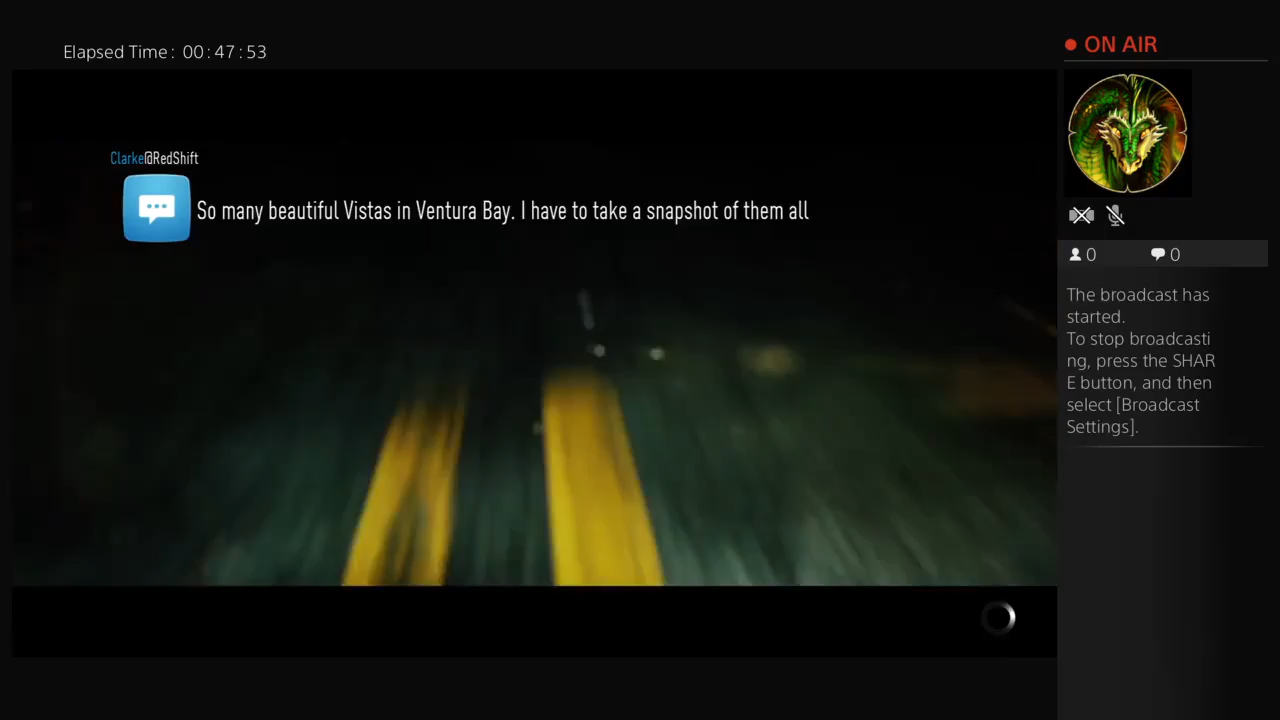 Elapsed Time: 00:47:53
ON AIR
Clarke@RedShift
So many beautiful Vistas in Ventura Bay. I have to take a snapshot of them all
0 0
The broadcast has
started.
To stop broadcasti
ng, press the SHAR
E button, and then
select [Broadcast
Settings].